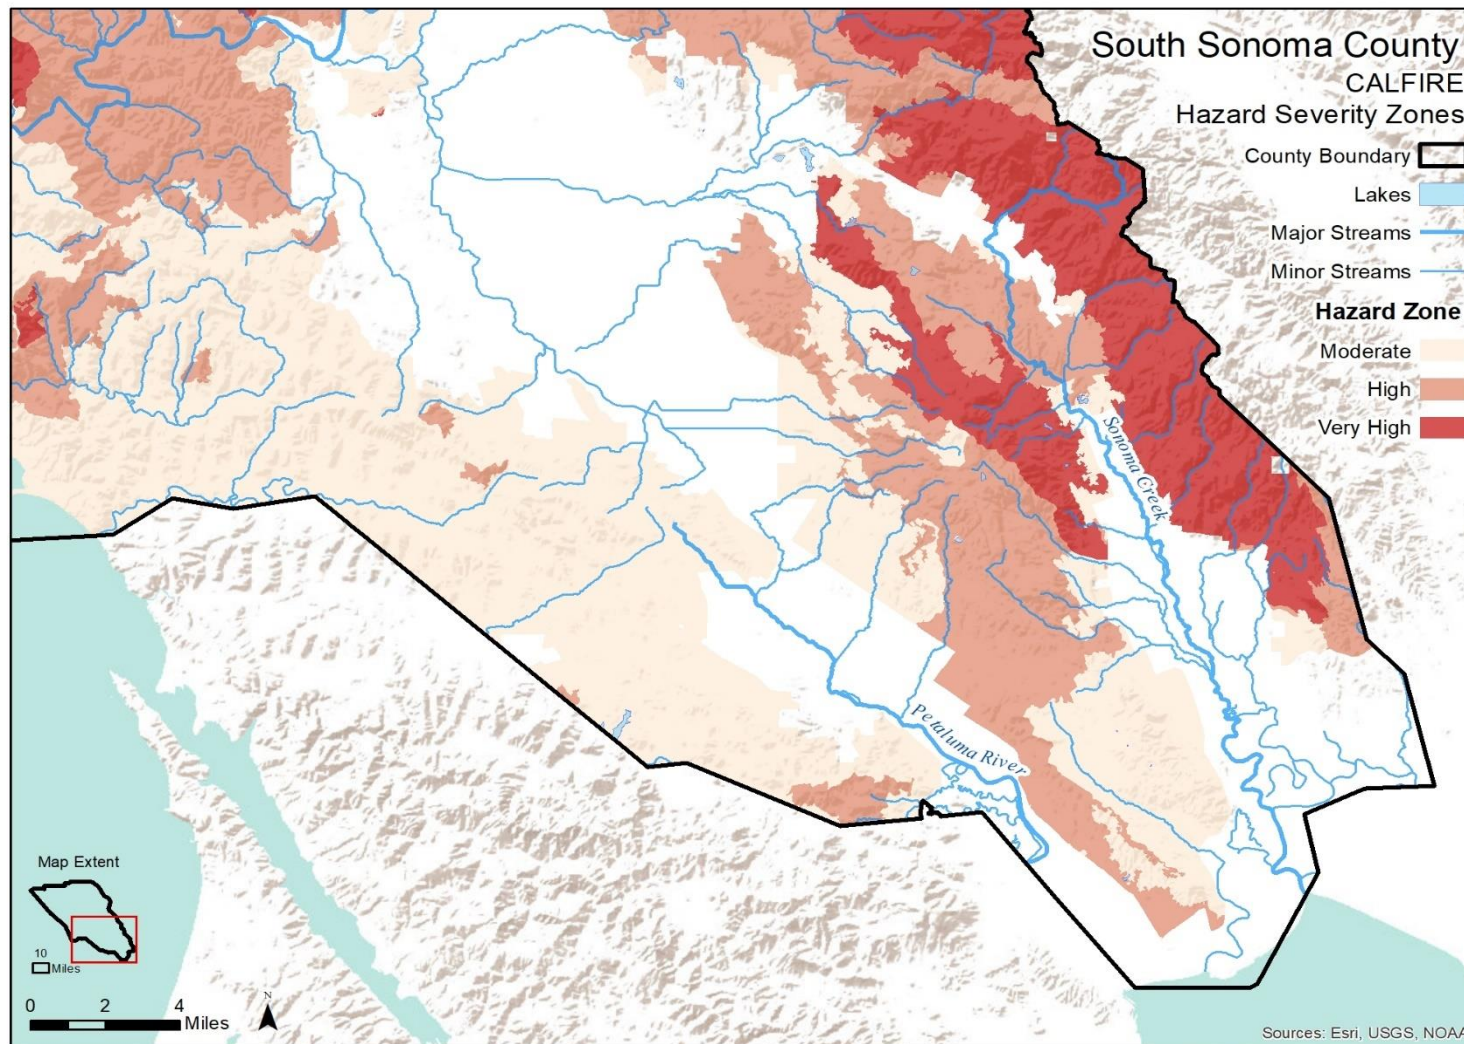 South Sonoma County
CALFIRE
Hazard Severity Zones
County Boundary
Lakes
Major Streams
Minor Streams
Hazard Zone
Moderate
High
Very High
Sonoma Creek
Petaluma River
Map Extent
10
Miles
0 2 4
Miles
N
Sources: Esri, USGS, NOAA